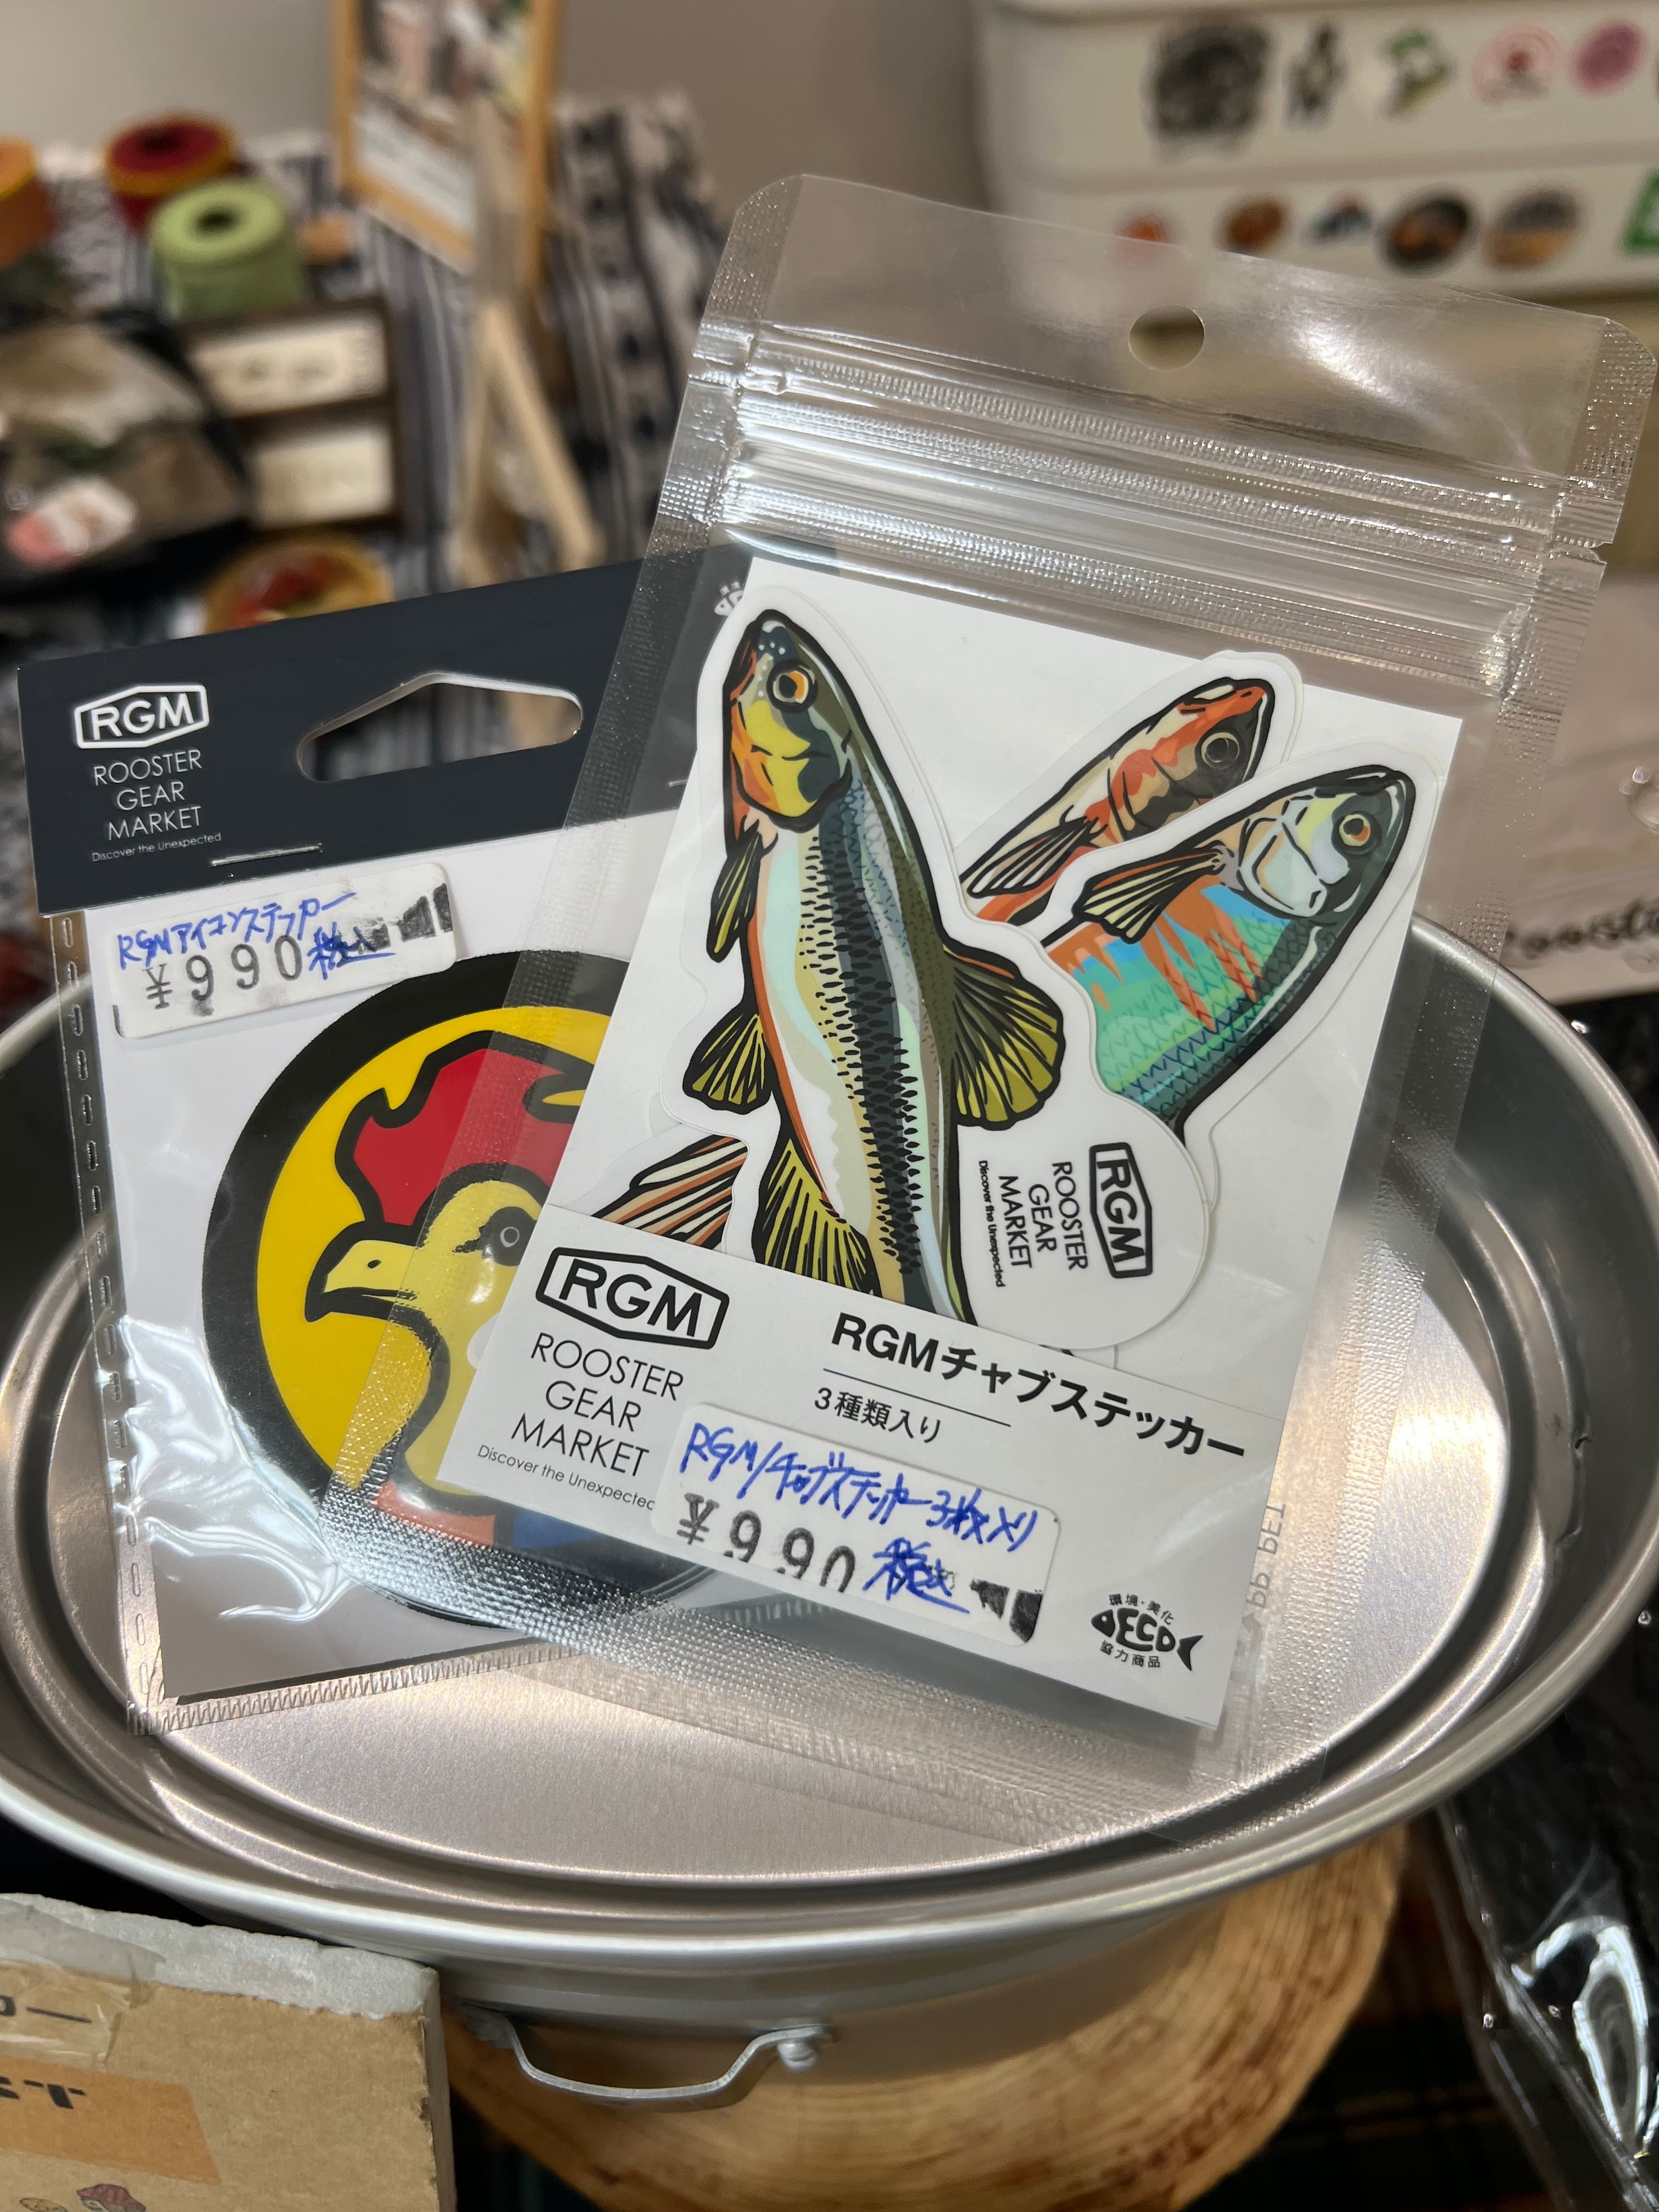 RGM
ROOSTER
GEAR
MARKET
Discover the Unexpected
RGMアイコンステッカー
¥990税込
RGM
ROOSTER
GEAR
MARKET
Discover the Unexpected
RGM
ROOSTER
GEAR
MARKET
Discover the Unexpected
RGMチャブステッカー
3種類入り
RGM/チャブステッカー3枚入り
¥990税込
環境・美化
ECO
協力商品
PP PET